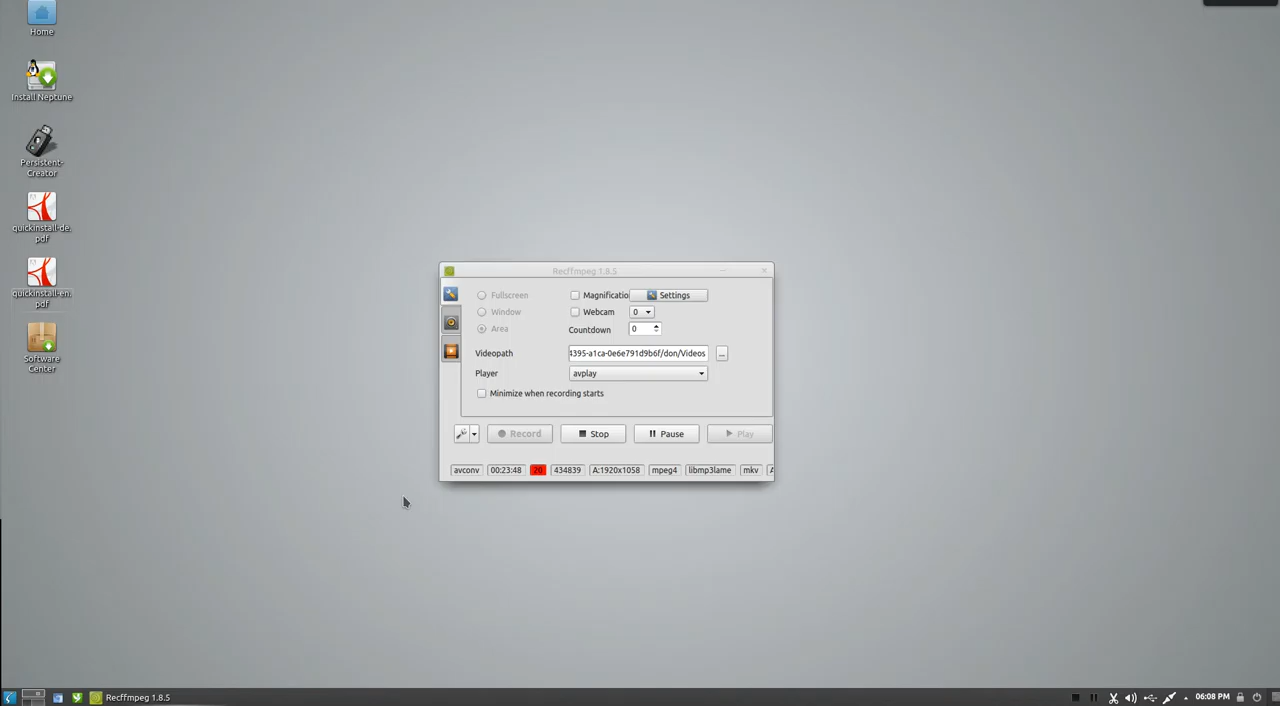 Home
Install Neptune
Persistent-
Creator
quickinstall-de.
pdf
quickinstall-en.
pdf
Software
Center
Recffmpeg 1.8.5
Fullscreen
Magnificatio
Settings
Window
Webcam
0
Area
Countdown
0
Videopath
4395-a1ca-0e6e791d9b6f/don/Videos
...
Player
avplay
Minimize when recording starts
Record
Stop
Pause
Play
avconv
00:23:48
20
434839
A:1920x1058
mpeg4
libmp3lame
mkv
Recffmpeg 1.8.5
06:08 PM